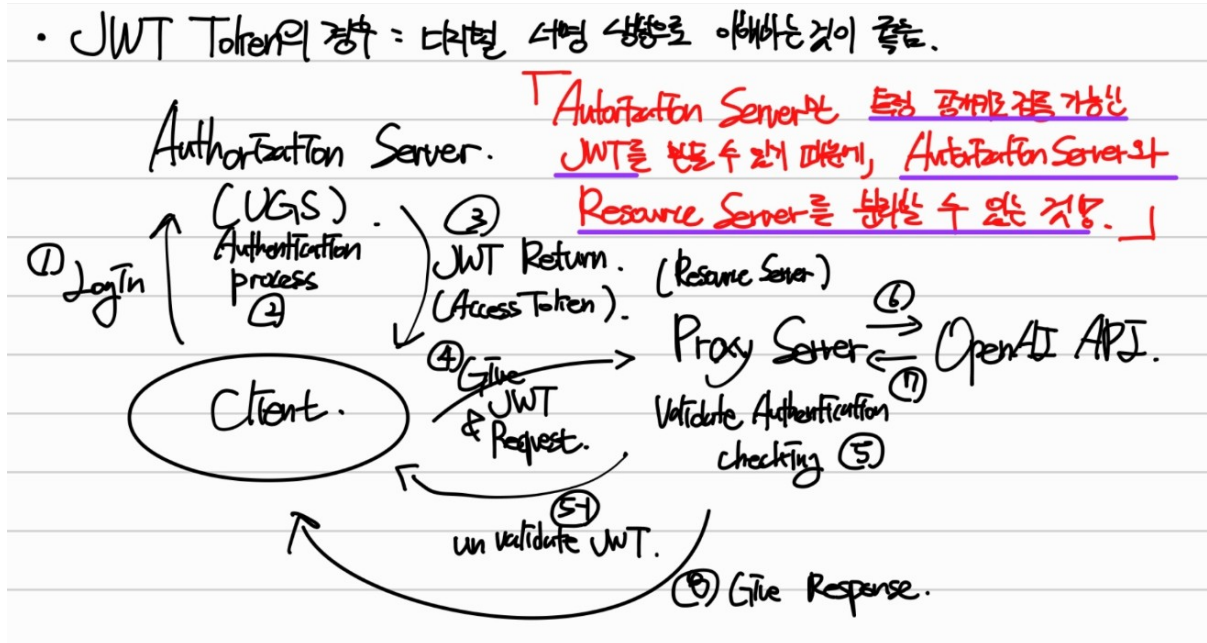 • JWT Token의 경우 : 디지털 서명 상황으로 이해하는 것이 좋음.
「Autorization Server만 특정 공개키로 검증 가능한
JWT를 만들 수 있기 때문에, Autorization Server와
Resource Server를 분리할 수 있는 것임.」
Authorization Server.
(UGS).
Authentication
process
②
① Login
③
JWT Return.
(Access Token).
Client.
④ Give
JWT
& Request.
(Resource Server)
Proxy Server
Validate Authentication
checking ⑤
⑥
⑦
OpenAI API.
5-1
un validate JWT.
⑧ Give Response.